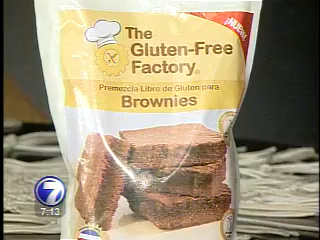 ¡NUEVO!
The
Gluten-Free
Factory®
Premezcla Libre de Gluten para
Brownies
7
7:13